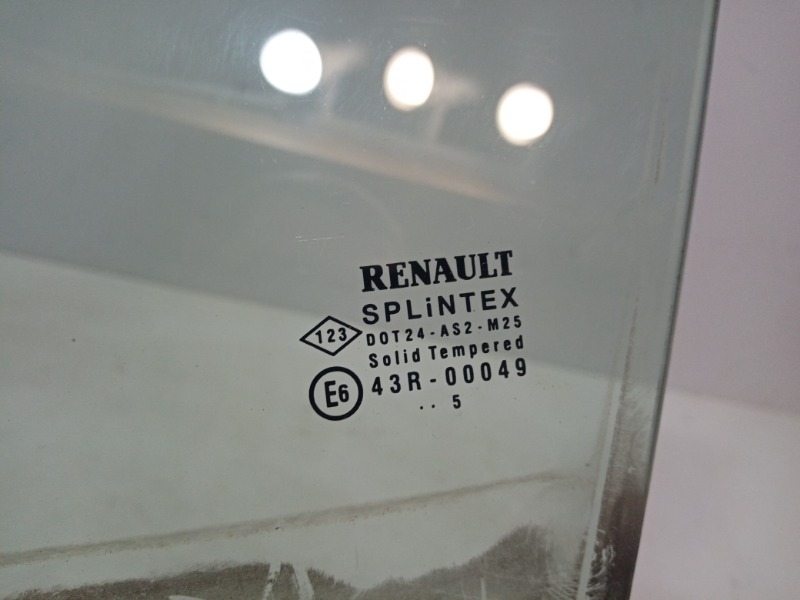 RENAULT
SPLiNTEX
123
DOT24-AS2-M25
Solid Tempered
E6
43R-00049
.. 5